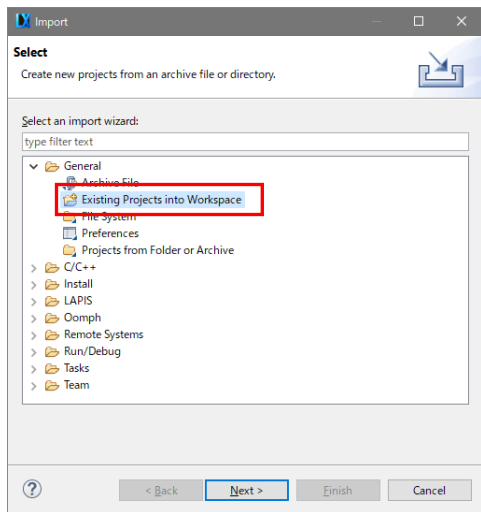 Import
Select
Create new projects from an archive file or directory.
Select an import wizard:
type filter text
General
Archive File
Existing Projects into Workspace
File System
Preferences
Projects from Folder or Archive
C/C++
Install
LAPIS
Oomph
Remote Systems
Run/Debug
Tasks
Team
< Back Next > Finish Cancel